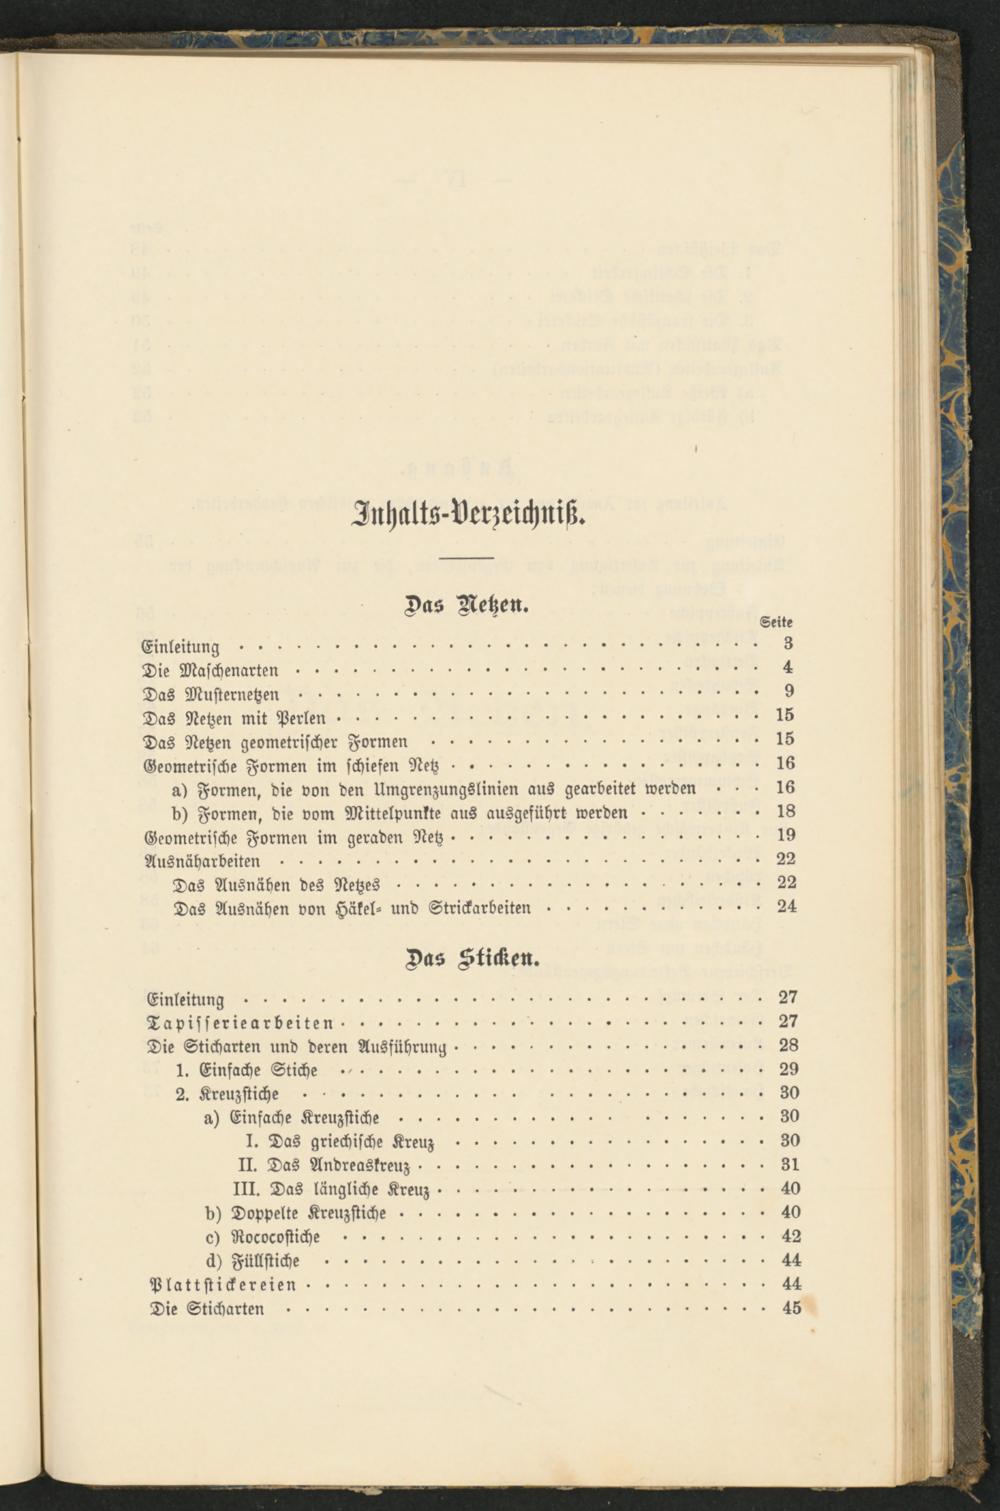 Inhalts-Verzeichniß.
Das Netzen.
Seite
Einleitung . . . 3
Die Maschenarten . . . 4
Das Musternetzen . . . 9
Das Netzen mit Perlen . . . 15
Das Netzen geometrischer Formen . . . 15
Geometrische Formen im schiefen Netz . . . 16
a) Formen, die von den Umgrenzungslinien aus gearbeitet werden . . . 16
b) Formen, die vom Mittelpunkte aus ausgeführt werden . . . 18
Geometrische Formen im geraden Netz . . . 19
Ausnäharbeiten . . . 22
Das Ausnähen des Netzes . . . 22
Das Ausnähen von Häkel- und Strickarbeiten . . . 24
Das Sticken.
Einleitung . . . 27
Tapisseriearbeiten . . . 27
Die Sticharten und deren Ausführung . . . 28
1. Einfache Stiche . . . 29
2. Kreuzstiche . . . 30
a) Einfache Kreuzstiche . . . 30
I. Das griechische Kreuz . . . 30
II. Das Andreaskreuz . . . 31
III. Das längliche Kreuz . . . 40
b) Doppelte Kreuzstiche . . . 40
c) Rococostiche . . . 42
d) Füllstiche . . . 44
Plattstickereien . . . 44
Die Sticharten . . . 45